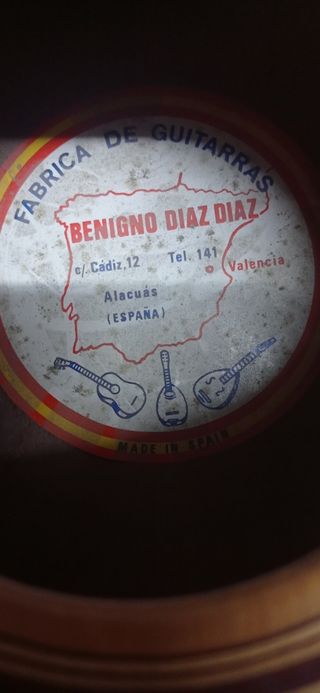 FABRICA DE GUITARRAS
BENIGNO DIAZ DIAZ
c/. Cádiz, 12 Tel. 141
Valencia
Alacuás
(ESPAÑA)
MADE IN SPAIN